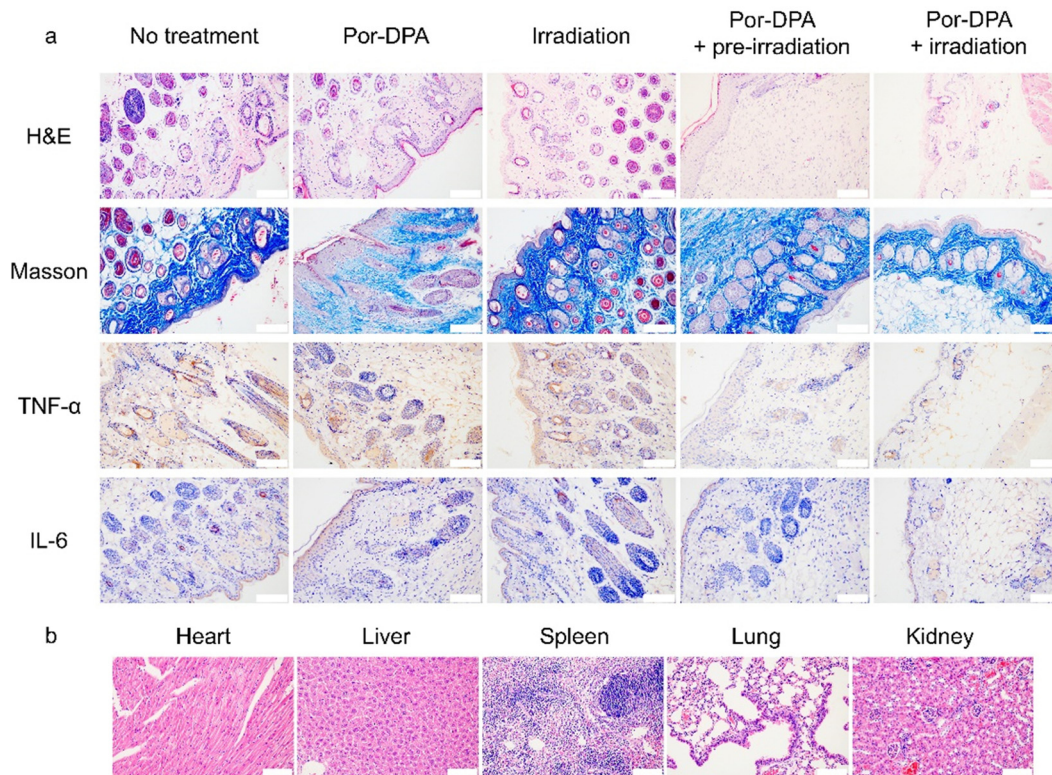 a
No treatment
Por-DPA
Irradiation
Por-DPA
+ pre-irradiation
Por-DPA
+ irradiation
H&E
Masson
TNF-α
IL-6
b
Heart
Liver
Spleen
Lung
Kidney